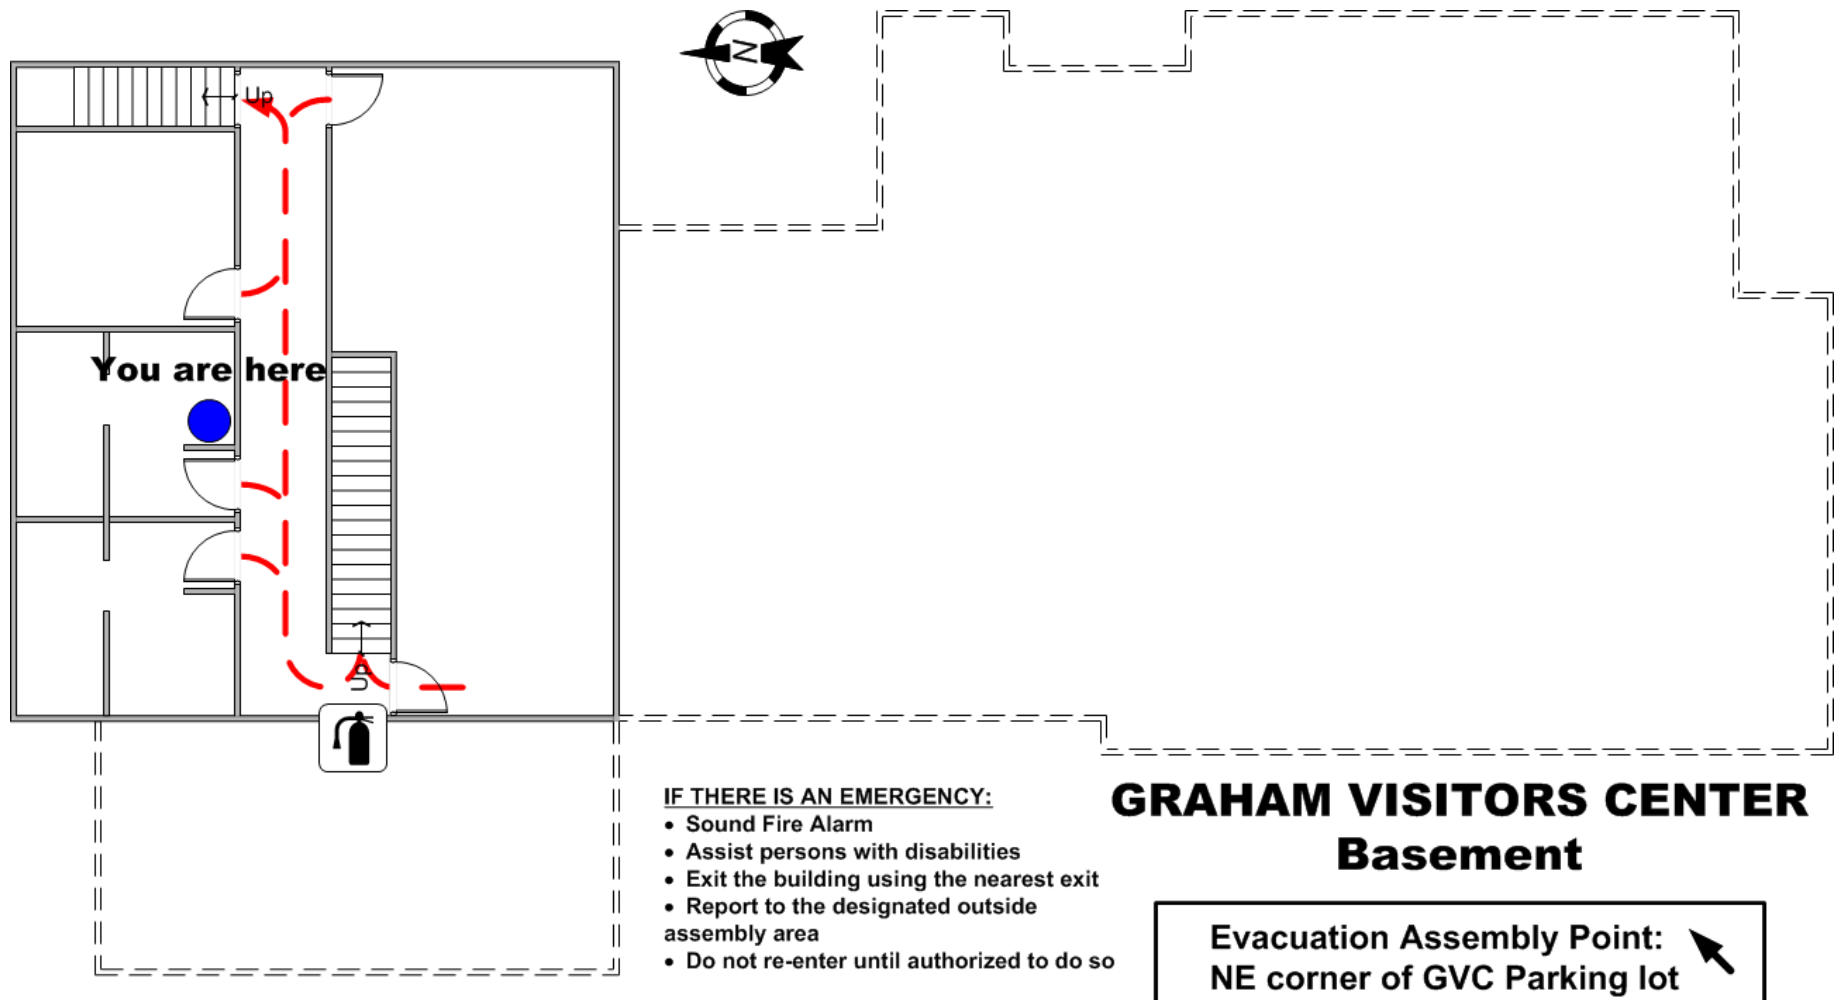 N
Up
You are here
Up
IF THERE IS AN EMERGENCY:
• Sound Fire Alarm
• Assist persons with disabilities
• Exit the building using the nearest exit
• Report to the designated outside
assembly area
• Do not re-enter until authorized to do so
GRAHAM VISITORS CENTER
Basement
Evacuation Assembly Point:
NE corner of GVC Parking lot